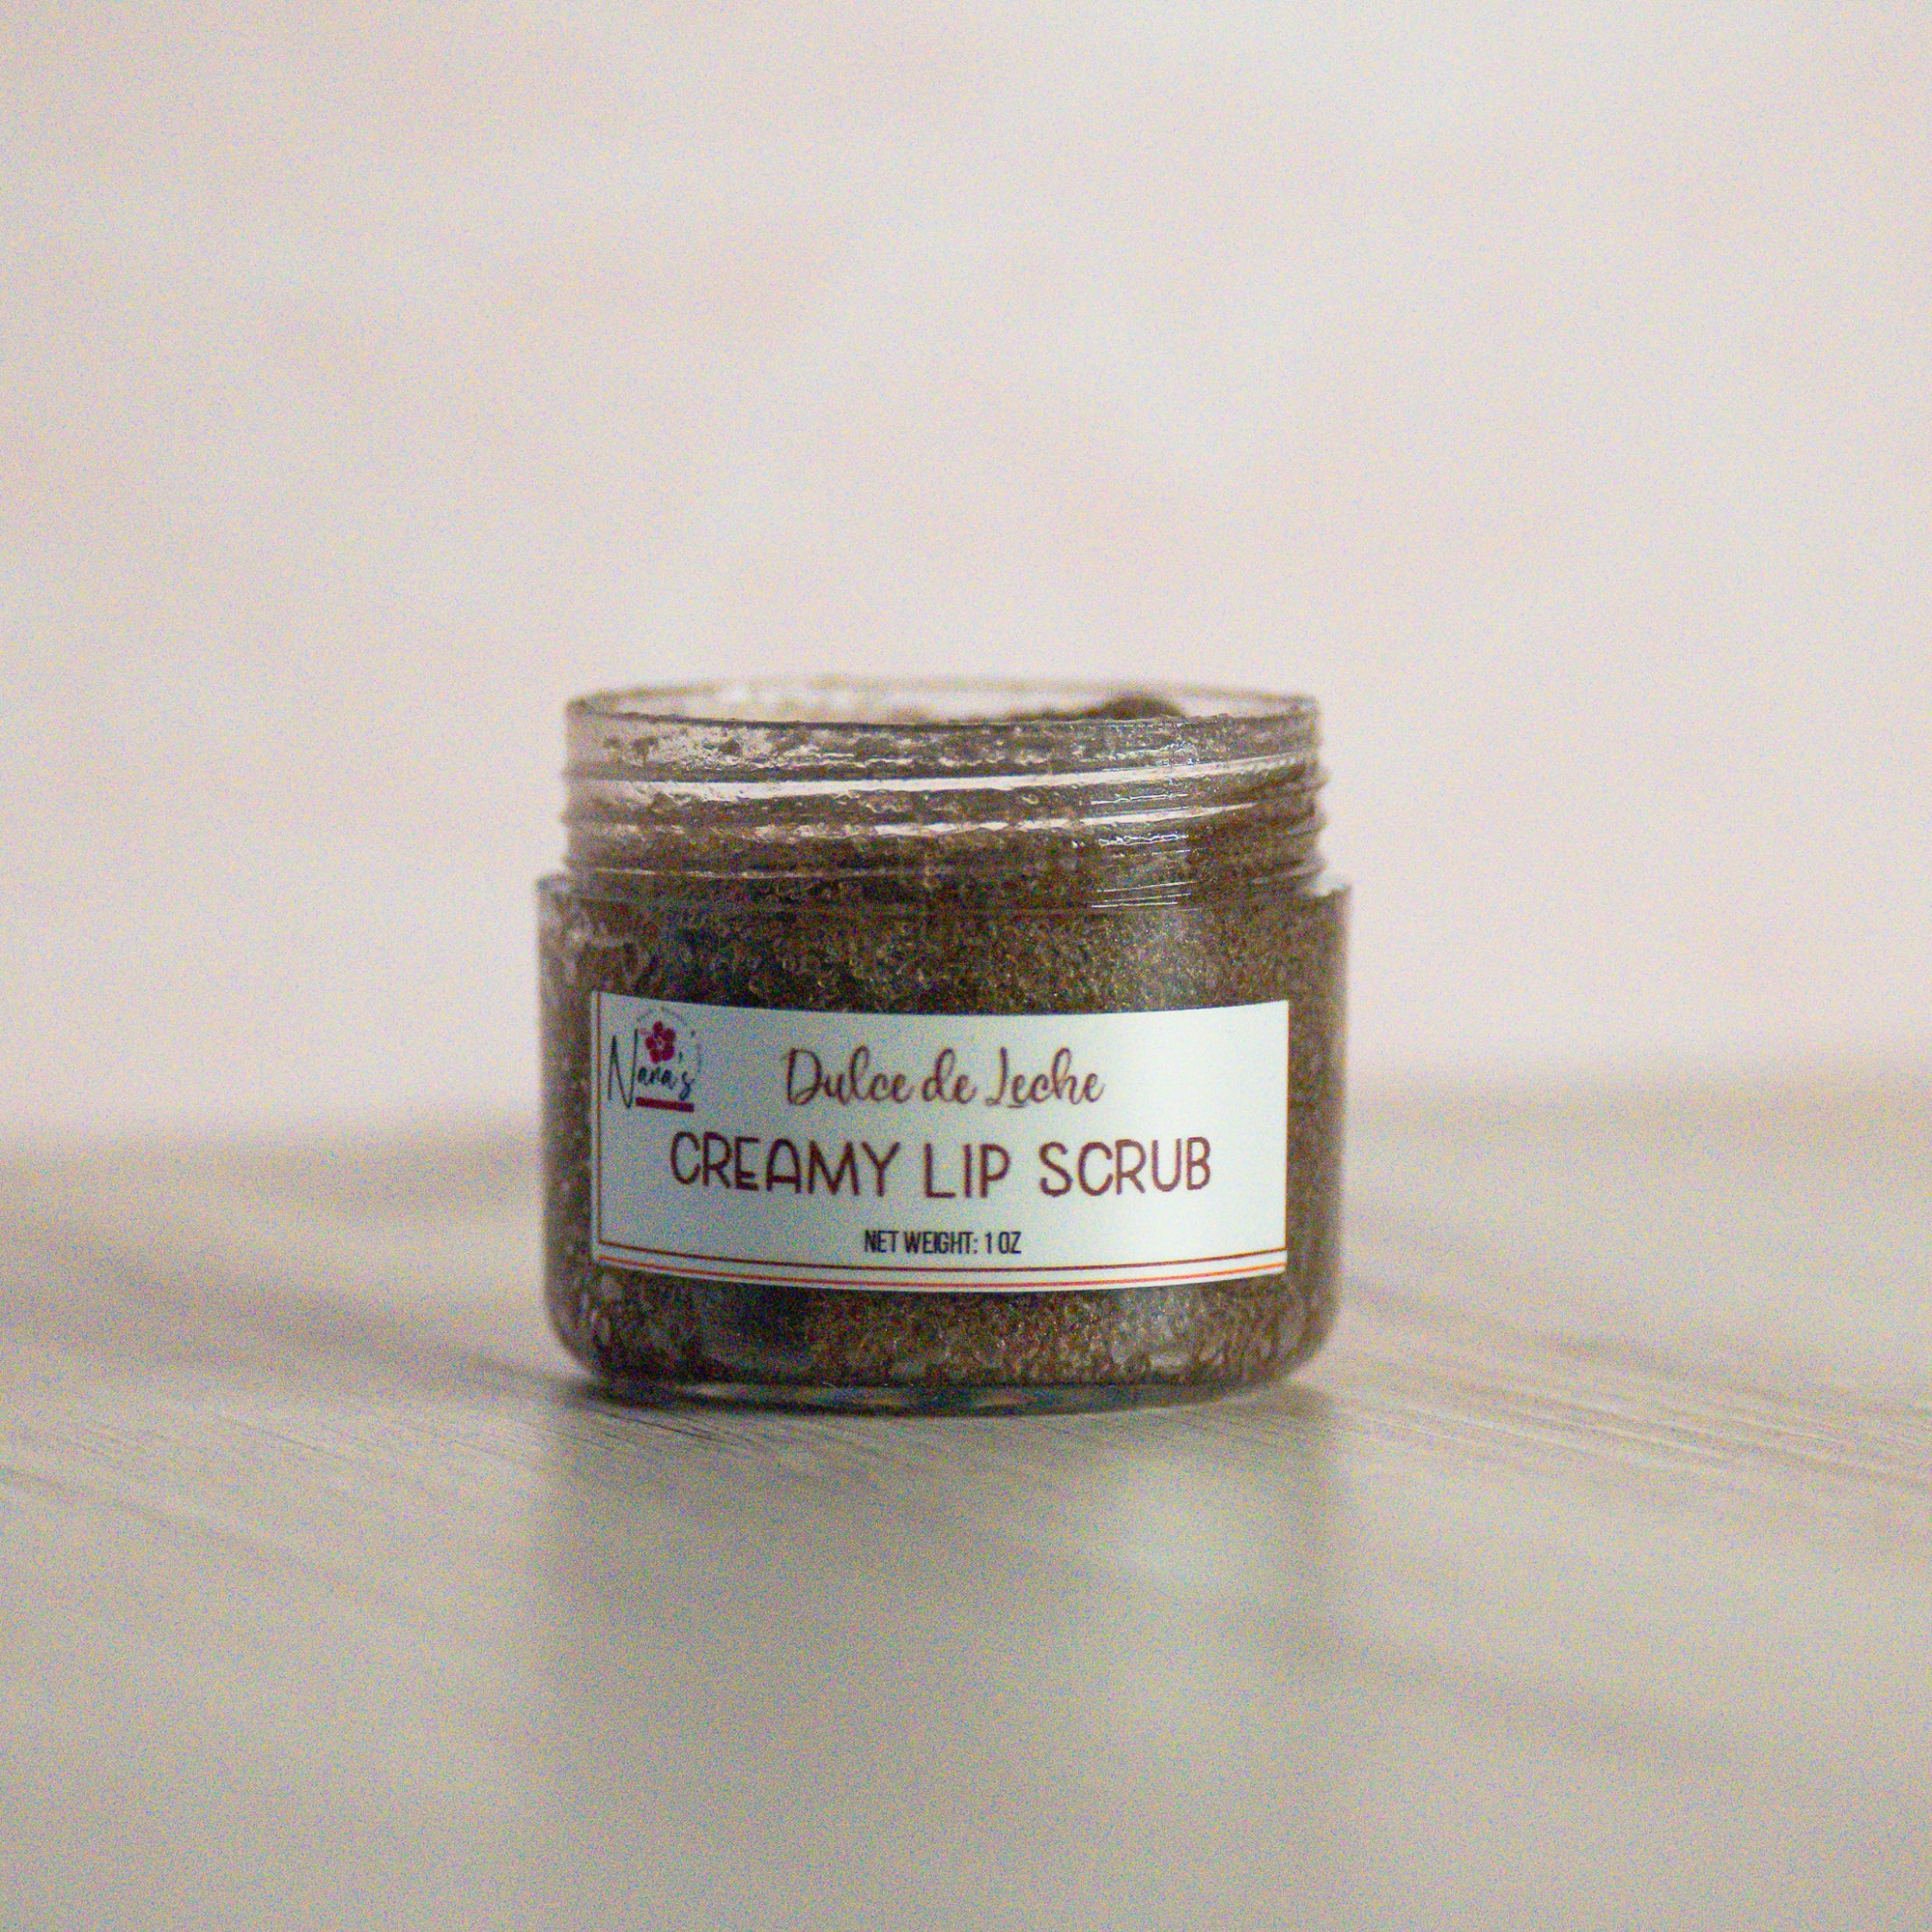 Nana's
Dulce de Leche
CREAMY LIP SCRUB
NET WEIGHT: 1 OZ